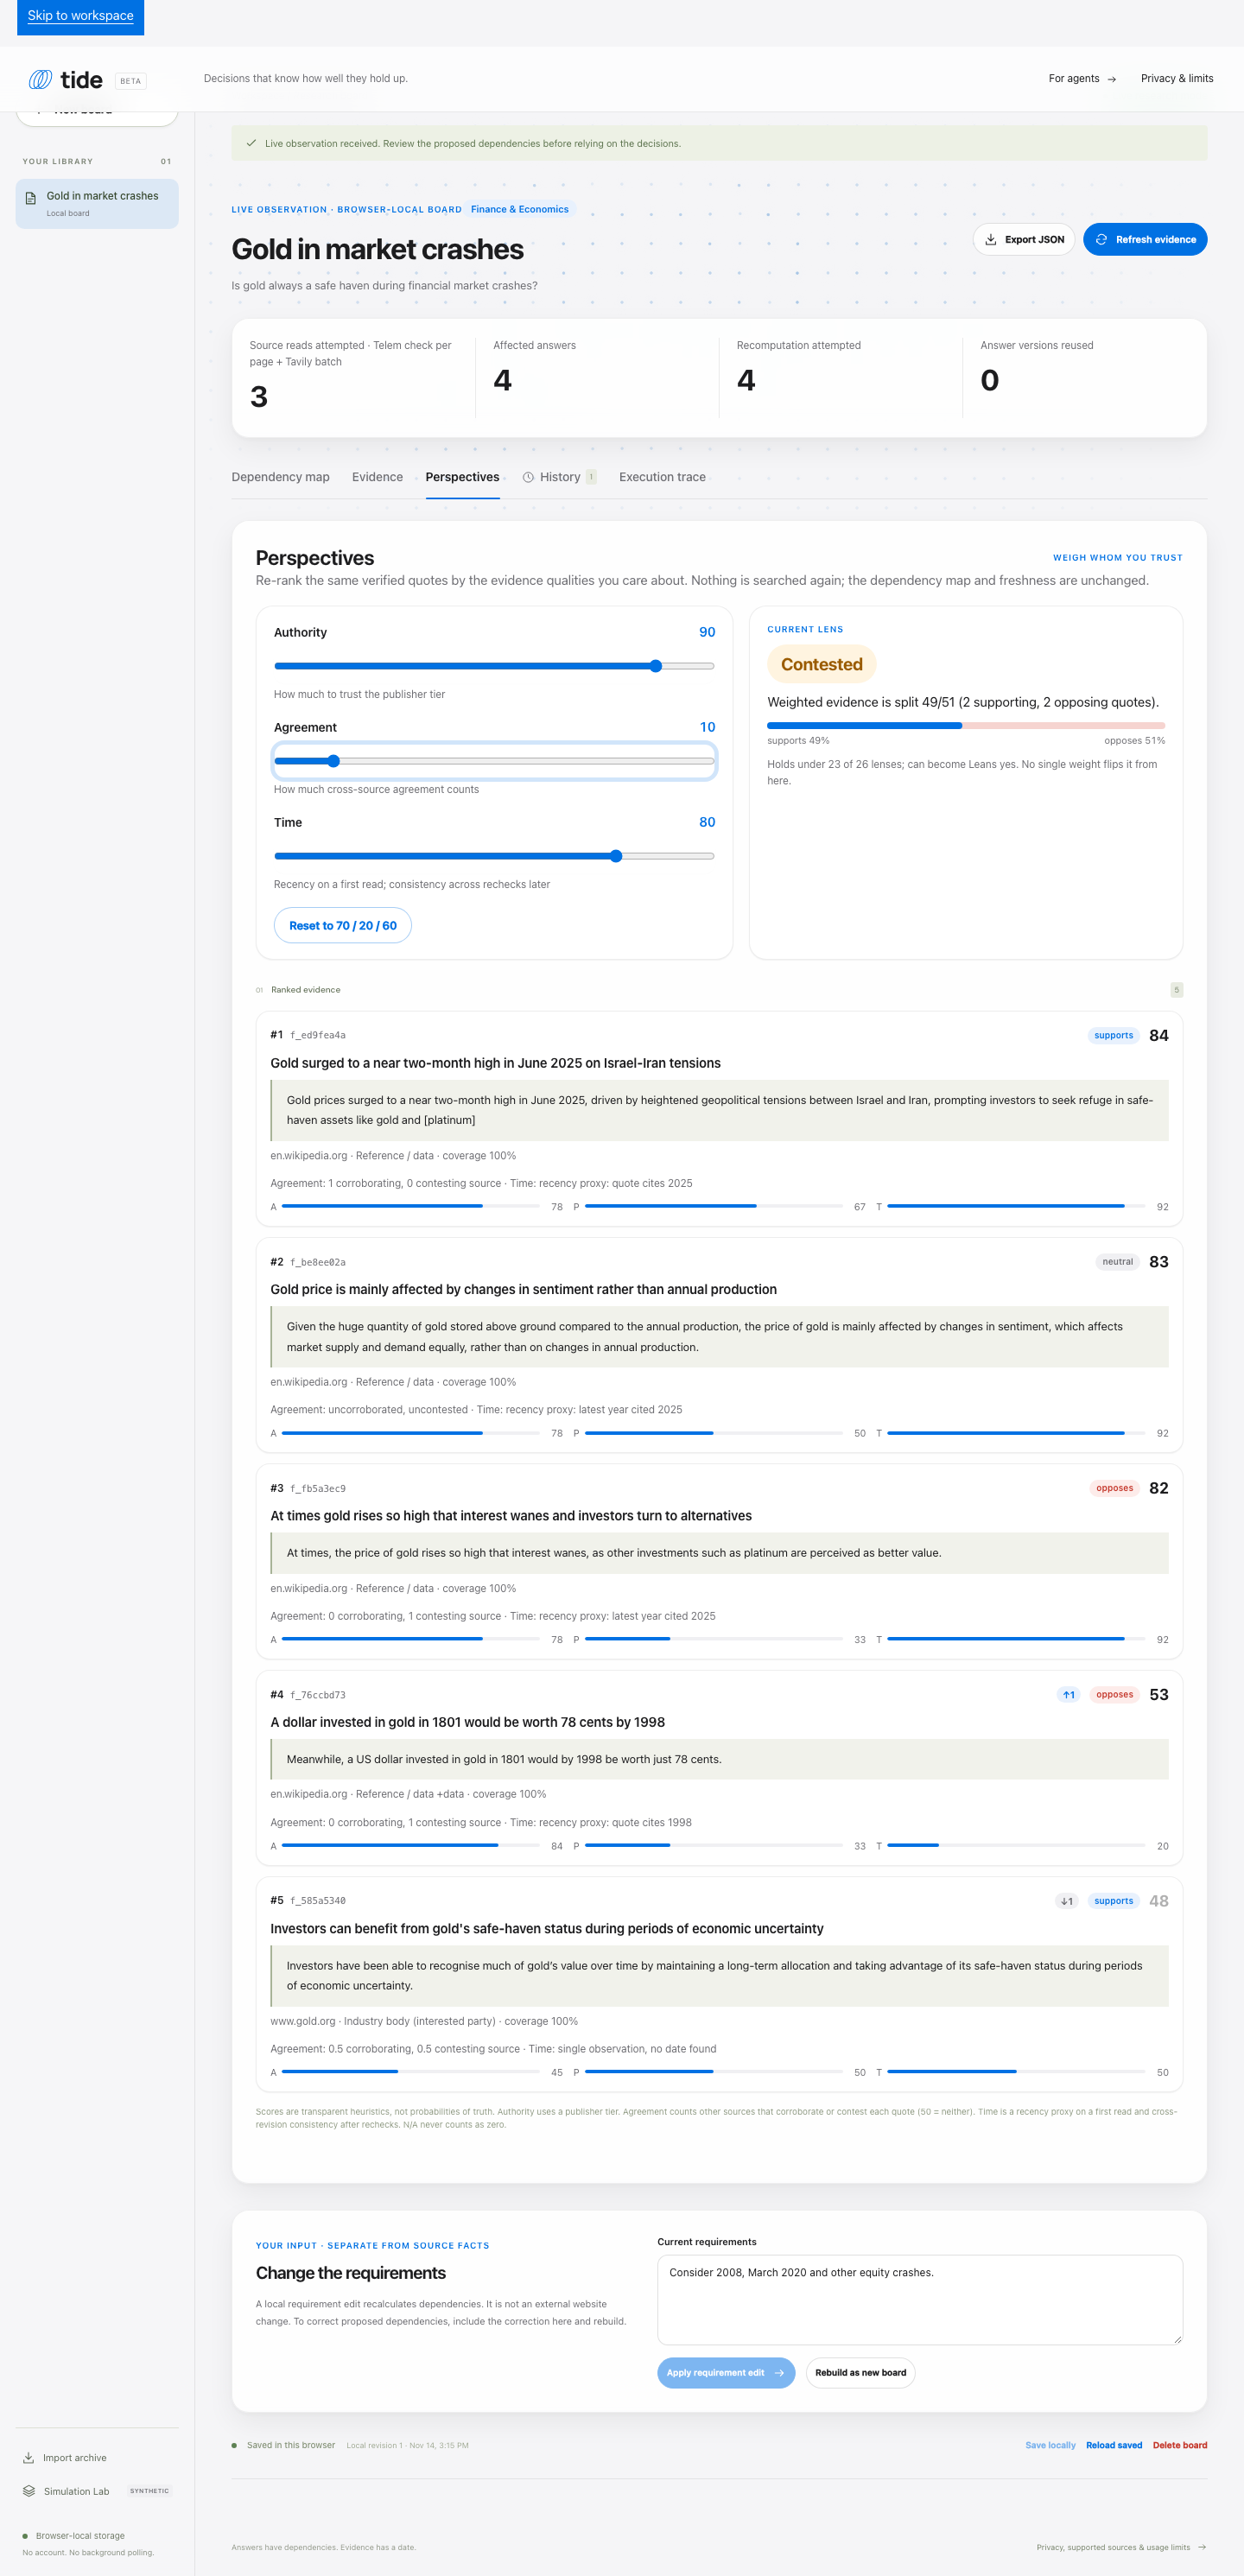 Skip to workspace
tide
BETA
Decisions that know how well they hold up.
For agents →
Privacy & limits
YOUR LIBRARY 01
Gold in market crashes
Local board
Live observation received. Review the proposed dependencies before relying on the decisions.
LIVE OBSERVATION · BROWSER-LOCAL BOARD Finance & Economics
Gold in market crashes
Is gold always a safe haven during financial market crashes?
Export JSON
Refresh evidence
Source reads attempted · Telem check per
page + Tavily batch
3
Affected answers
4
Recomputation attempted
4
Answer versions reused
0
Dependency map
Evidence
Perspectives
History 1
Execution trace
Perspectives
WEIGH WHOM YOU TRUST
Re-rank the same verified quotes by the evidence qualities you care about. Nothing is searched again; the dependency map and freshness are unchanged.
Authority 90
How much to trust the publisher tier
Agreement 10
How much cross-source agreement counts
Time 80
Recency on a first read; consistency across rechecks later
Reset to 70 / 20 / 60
CURRENT LENS
Contested
Weighted evidence is split 49/51 (2 supporting, 2 opposing quotes).
supports 49% opposes 51%
Holds under 23 of 26 lenses; can become Leans yes. No single weight flips it from
here.
01 Ranked evidence 5
#1 f_ed9fea4a supports 84
Gold surged to a near two-month high in June 2025 on Israel-Iran tensions
Gold prices surged to a near two-month high in June 2025, driven by heightened geopolitical tensions between Israel and Iran, prompting investors to seek refuge in safe-
haven assets like gold and [platinum]
en.wikipedia.org · Reference / data · coverage 100%
Agreement: 1 corroborating, 0 contesting source · Time: recency proxy: quote cites 2025
A 78 P 67 T 92
#2 f_be8ee02a neutral 83
Gold price is mainly affected by changes in sentiment rather than annual production
Given the huge quantity of gold stored above ground compared to the annual production, the price of gold is mainly affected by changes in sentiment, which affects
market supply and demand equally, rather than on changes in annual production.
en.wikipedia.org · Reference / data · coverage 100%
Agreement: uncorroborated, uncontested · Time: recency proxy: latest year cited 2025
A 78 P 50 T 92
#3 f_fb5a3ec9 opposes 82
At times gold rises so high that interest wanes and investors turn to alternatives
At times, the price of gold rises so high that interest wanes, as other investments such as platinum are perceived as better value.
en.wikipedia.org · Reference / data · coverage 100%
Agreement: 0 corroborating, 1 contesting source · Time: recency proxy: latest year cited 2025
A 78 P 33 T 92
#4 f_76ccbd73 ↑1 opposes 53
A dollar invested in gold in 1801 would be worth 78 cents by 1998
Meanwhile, a US dollar invested in gold in 1801 would by 1998 be worth just 78 cents.
en.wikipedia.org · Reference / data +data · coverage 100%
Agreement: 0 corroborating, 1 contesting source · Time: recency proxy: quote cites 1998
A 84 P 33 T 20
#5 f_585a5340 ↓1 supports 48
Investors can benefit from gold's safe-haven status during periods of economic uncertainty
Investors have been able to recognise much of gold's value over time by maintaining a long-term allocation and taking advantage of its safe-haven status during periods
of economic uncertainty.
www.gold.org · Industry body (interested party) · coverage 100%
Agreement: 0.5 corroborating, 0.5 contesting source · Time: single observation, no date found
A 45 P 50 T 50
Scores are transparent heuristics, not probabilities of truth. Authority uses a publisher tier. Agreement counts other sources that corroborate or contest each quote (50 = neither). Time is a recency proxy on a first read and cross-
revision consistency after rechecks. N/A never counts as zero.
YOUR INPUT · SEPARATE FROM SOURCE FACTS
Change the requirements
A local requirement edit recalculates dependencies. It is not an external website
change. To correct proposed dependencies, include the correction here and rebuild.
Current requirements
Consider 2008, March 2020 and other equity crashes.
Apply requirement edit →
Rebuild as new board
Saved in this browser Local revision 1 · Nov 14, 3:15 PM
Save locally
Reload saved
Delete board
Import archive
Simulation Lab SYNTHETIC
Browser-local storage
No account. No background polling.
Answers have dependencies. Evidence has a date.
Privacy, supported sources & usage limits →